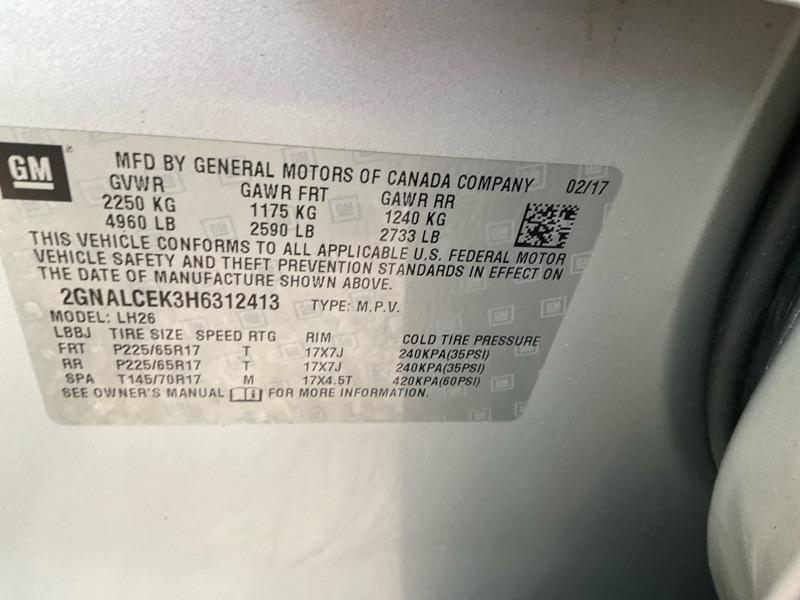 GM MFD BY GENERAL MOTORS OF CANADA COMPANY 02/17
GVWR GAWR FRT GAWR RR
2250 KG 1175 KG 1240 KG
4960 LB 2590 LB 2733 LB
THIS VEHICLE CONFORMS TO ALL APPLICABLE U.S. FEDERAL MOTOR
VEHICLE SAFETY AND THEFT PREVENTION STANDARDS IN EFFECT ON
THE DATE OF MANUFACTURE SHOWN ABOVE.
2GNALCEK3H6312413 TYPE: M.P.V.
MODEL: LH26
LBBJ TIRE SIZE SPEED RTG RIM COLD TIRE PRESSURE
FRT P225/65R17 T 17X7J 240KPA(35PSI)
RR P225/65R17 T 17X7J 240KPA(35PSI)
SPA T145/70R17 M 17X4.5T 420KPA(60PSI)
SEE OWNER'S MANUAL FOR MORE INFORMATION.